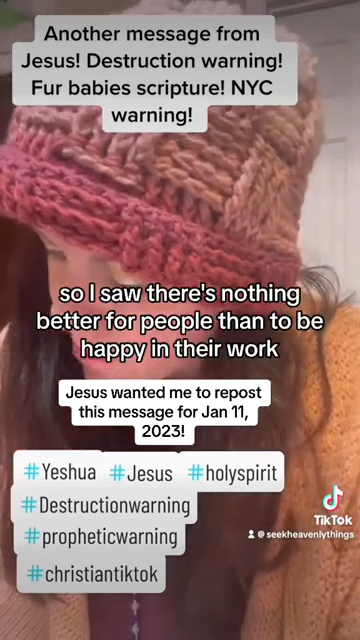 Another message from
Jesus! Destruction warning!
Fur babies scripture! NYC
warning!
so I saw there's nothing
better for people than to be
happy in their work
Jesus wanted me to repost
this message for Jan 11,
2023!
#Yeshua #Jesus #holyspirit
#Destructionwarning
#propheticwarning
#christiantiktok
TikTok
@seekheavenlythings